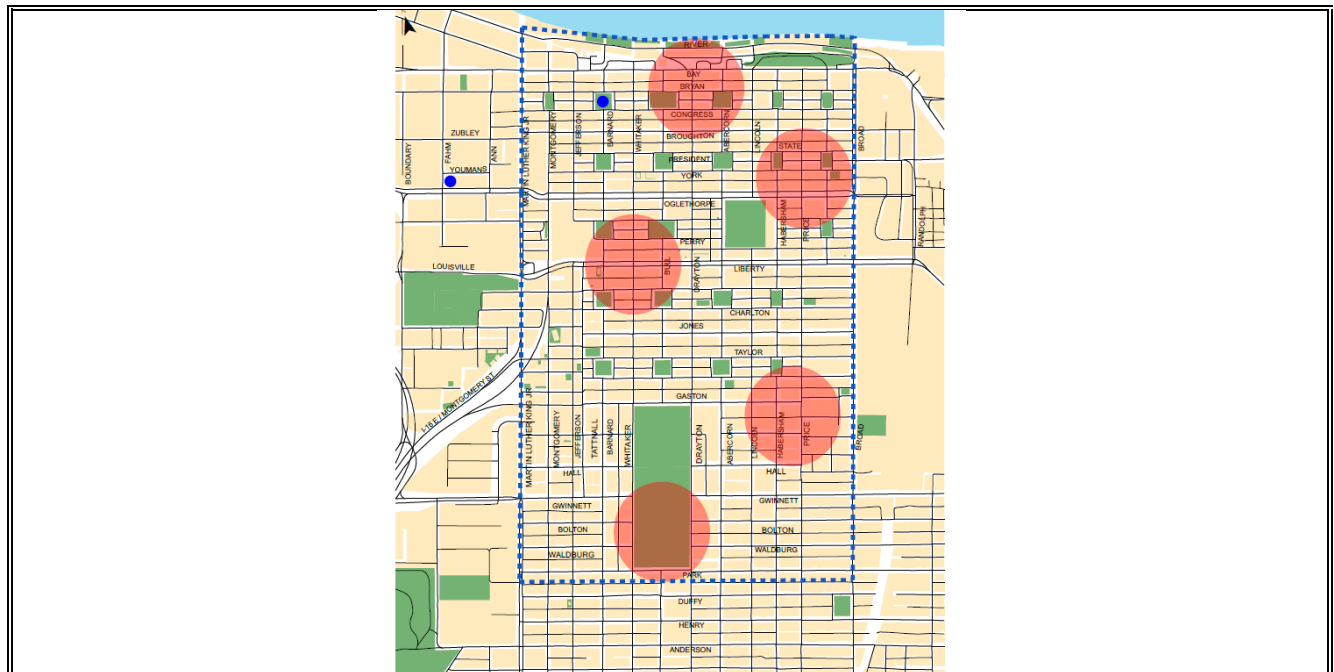 RIVER
BAY
BRYAN
CONGRESS
BROUGHTON
STATE
PRESIDENT
YORK
OGLETHORPE
PERRY
LIBERTY
CHARLTON
JONES
TAYLOR
GASTON
HALL
HALL
GWINNETT
GWINNETT
BOLTON
BOLTON
WALDBURG
WALDBURG
PARK
DUFFY
HENRY
ANDERSON
ZUBLEY
YOUMANS
LOUISVILLE
I-16 E / MONTGOMERY ST
BOUNDARY
FAHM
ANN
MARTIN LUTHER KING JR
MONTGOMERY
JEFFERSON
BARNARD
WHITAKER
ABERCORN
LINCOLN
BROAD
HABERSHAM
PRICE
RANDOLPH
BULL
DRAYTON
MARTIN LUTHER KING JR
MONTGOMERY
JEFFERSON
TATTNALL
BARNARD
WHITAKER
DRAYTON
ABERCORN
LINCOLN
HABERSHAM
PRICE
BROAD